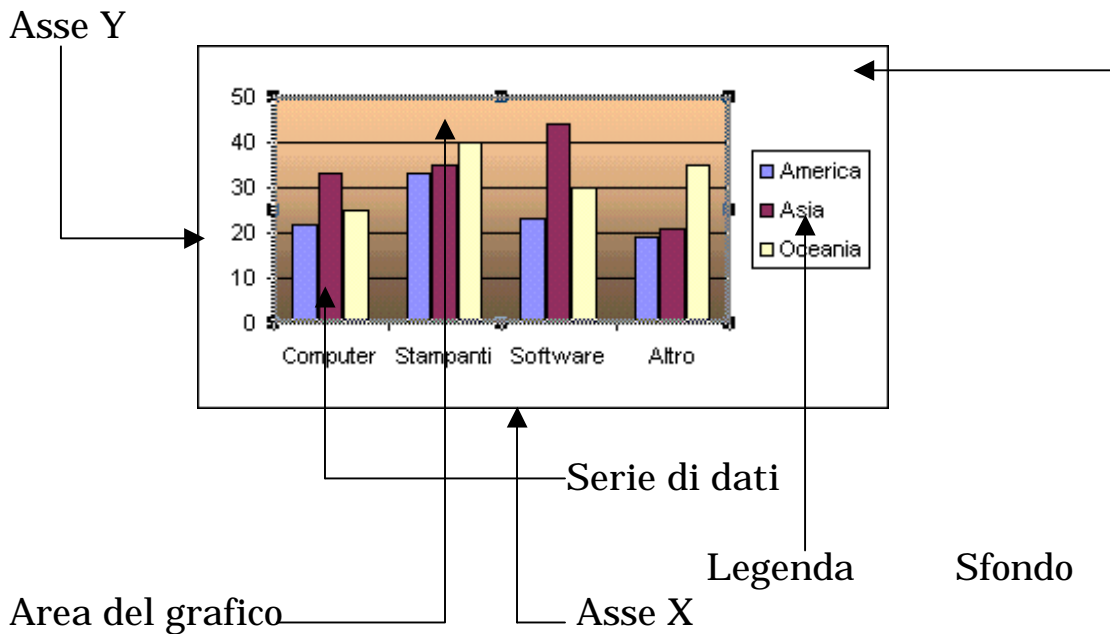 Asse Y
50
40
30
20
10
0
Computer Stampanti Software Altro
America
Asia
Oceania
Serie di dati
Legenda Sfondo
Area del grafico Asse X